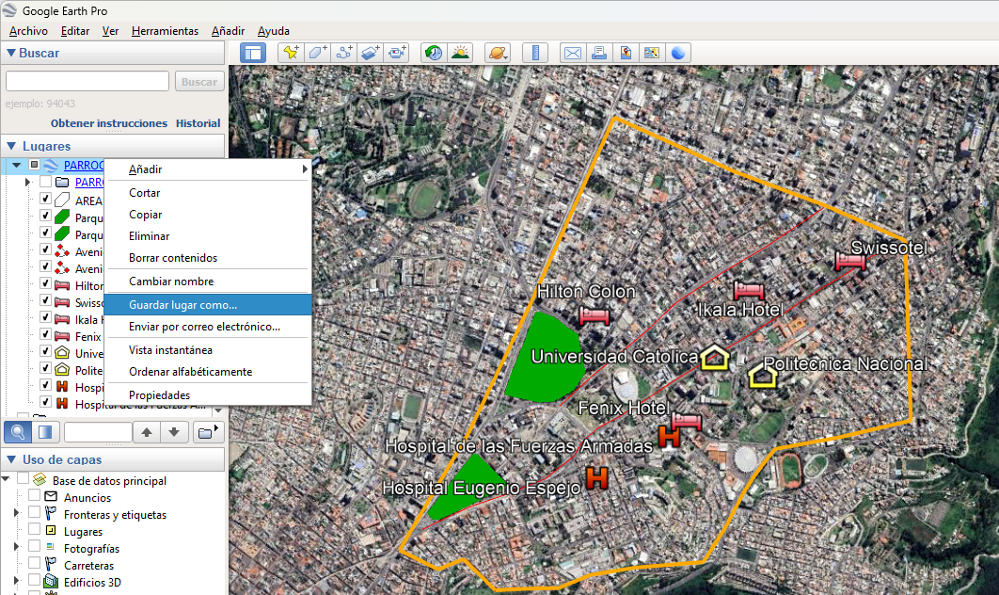 Google Earth Pro
Archivo Editar Ver Herramientas Añadir Ayuda
Buscar
Buscar
ejemplo: 94043
Obtener instrucciones Historial
Lugares
PARROC
PARRO
AREA
Parqu
Parqu
Aveni
Aveni
Hilton
Swisso
Ikala H
Fenix
Unive
Polite
Hospi
Hospital de las Fuerzas A...
Añadir
Cortar
Copiar
Eliminar
Borrar contenidos
Cambiar nombre
Guardar lugar como...
Enviar por correo electrónico...
Vista instantánea
Ordenar alfabéticamente
Propiedades
Uso de capas
Base de datos principal
Anuncios
Fronteras y etiquetas
Lugares
Fotografías
Carreteras
Edificios 3D
Swissotel
Hilton Colon
Ikala Hotel
Universidad Catolica
Politecnica Nacional
Fenix Hotel
H
Hospital de las Fuerzas Armadas
Hospital Eugenio Espejo
H